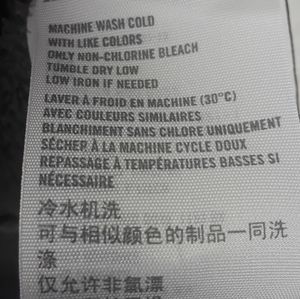 MACHINE WASH COLD
WITH LIKE COLORS
ONLY NON-CHLORINE BLEACH
TUMBLE DRY LOW
LOW IRON IF NEEDED
LAVER À FROID EN MACHINE (30°C)
AVEC COULEURS SIMILAIRES
BLANCHIMENT SANS CHLORE UNIQUEMENT
SÉCHER À LA MACHINE CYCLE DOUX
REPASSAGE À TEMPÉRATURES BASSES SI
NÉCESSAIRE
冷水机洗
可与相似颜色的制品一同洗
涤
仅允许非氯漂